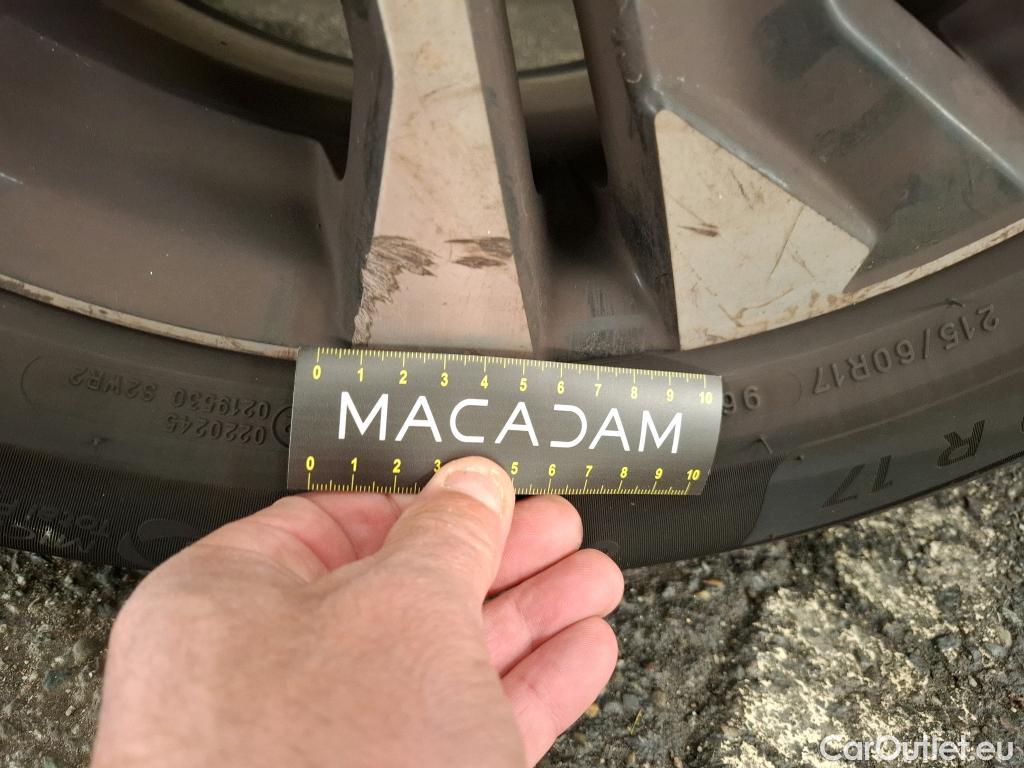 215/60R17
96
0 1 2 3 4 5 6 7 8 9 10
MACADAM
0 1 2 3 5 6 7 8 9 10
0219530 S2WR2
0220245
R 17
CarOutlet.eu